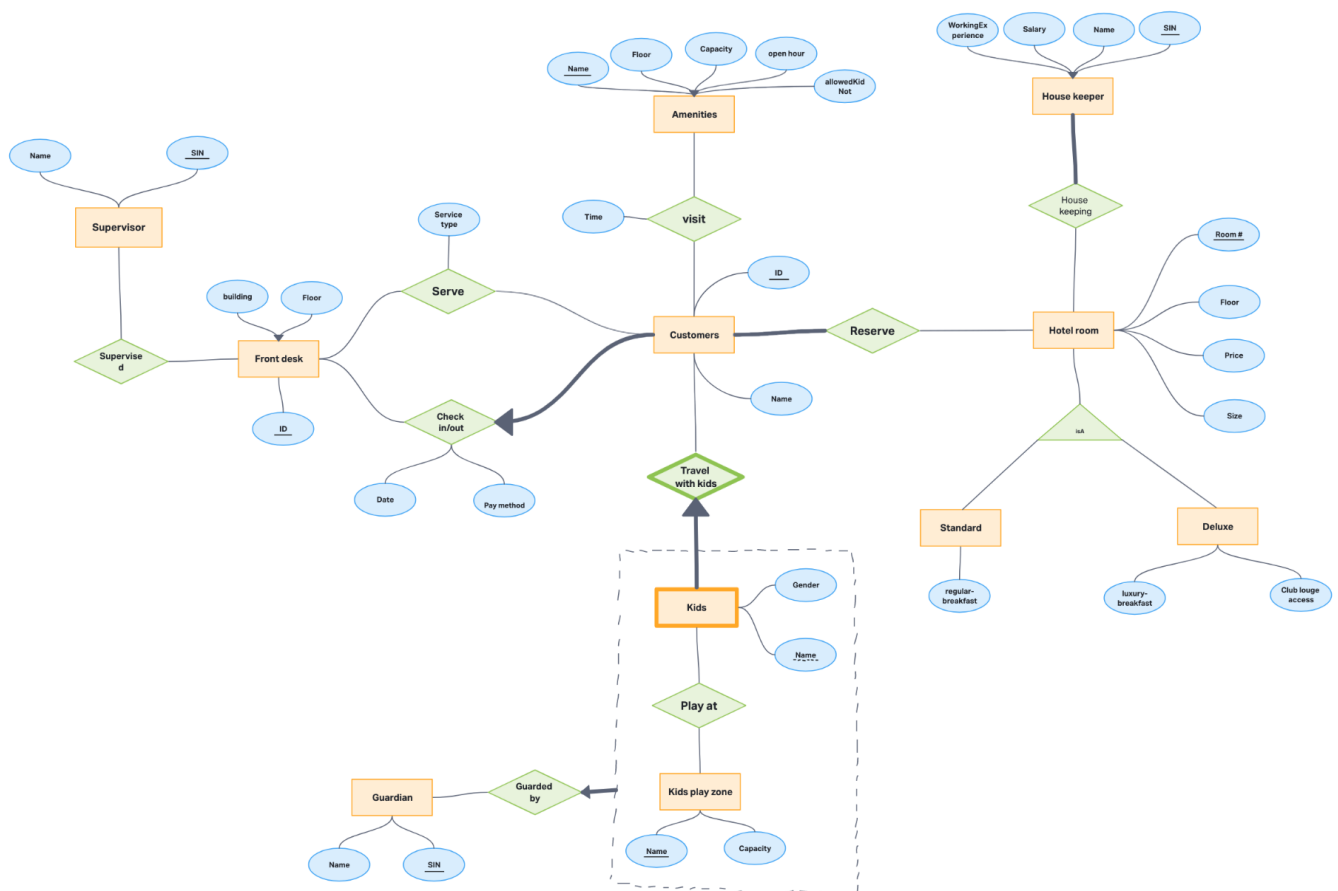 WorkingEx
perience
Salary
Name
SIN
House keeper
Name
Floor
Capacity
open hour
allowedKid
Not
Amenities
Name
SIN
Supervisor
House
keeping
Service
type
Time
visit
Room #
ID
building
Floor
Serve
Floor
Customers
Reserve
Hotel room
Supervise
d
Front desk
Price
Name
Size
Check
in/out
ID
isA
Travel
with kids
Date
Pay method
Standard
Deluxe
Gender
regular-
breakfast
luxury-
breakfast
Club louge
access
Kids
Name
Play at
Guardian
Guarded
by
Kids play zone
Name
SIN
Name
Capacity